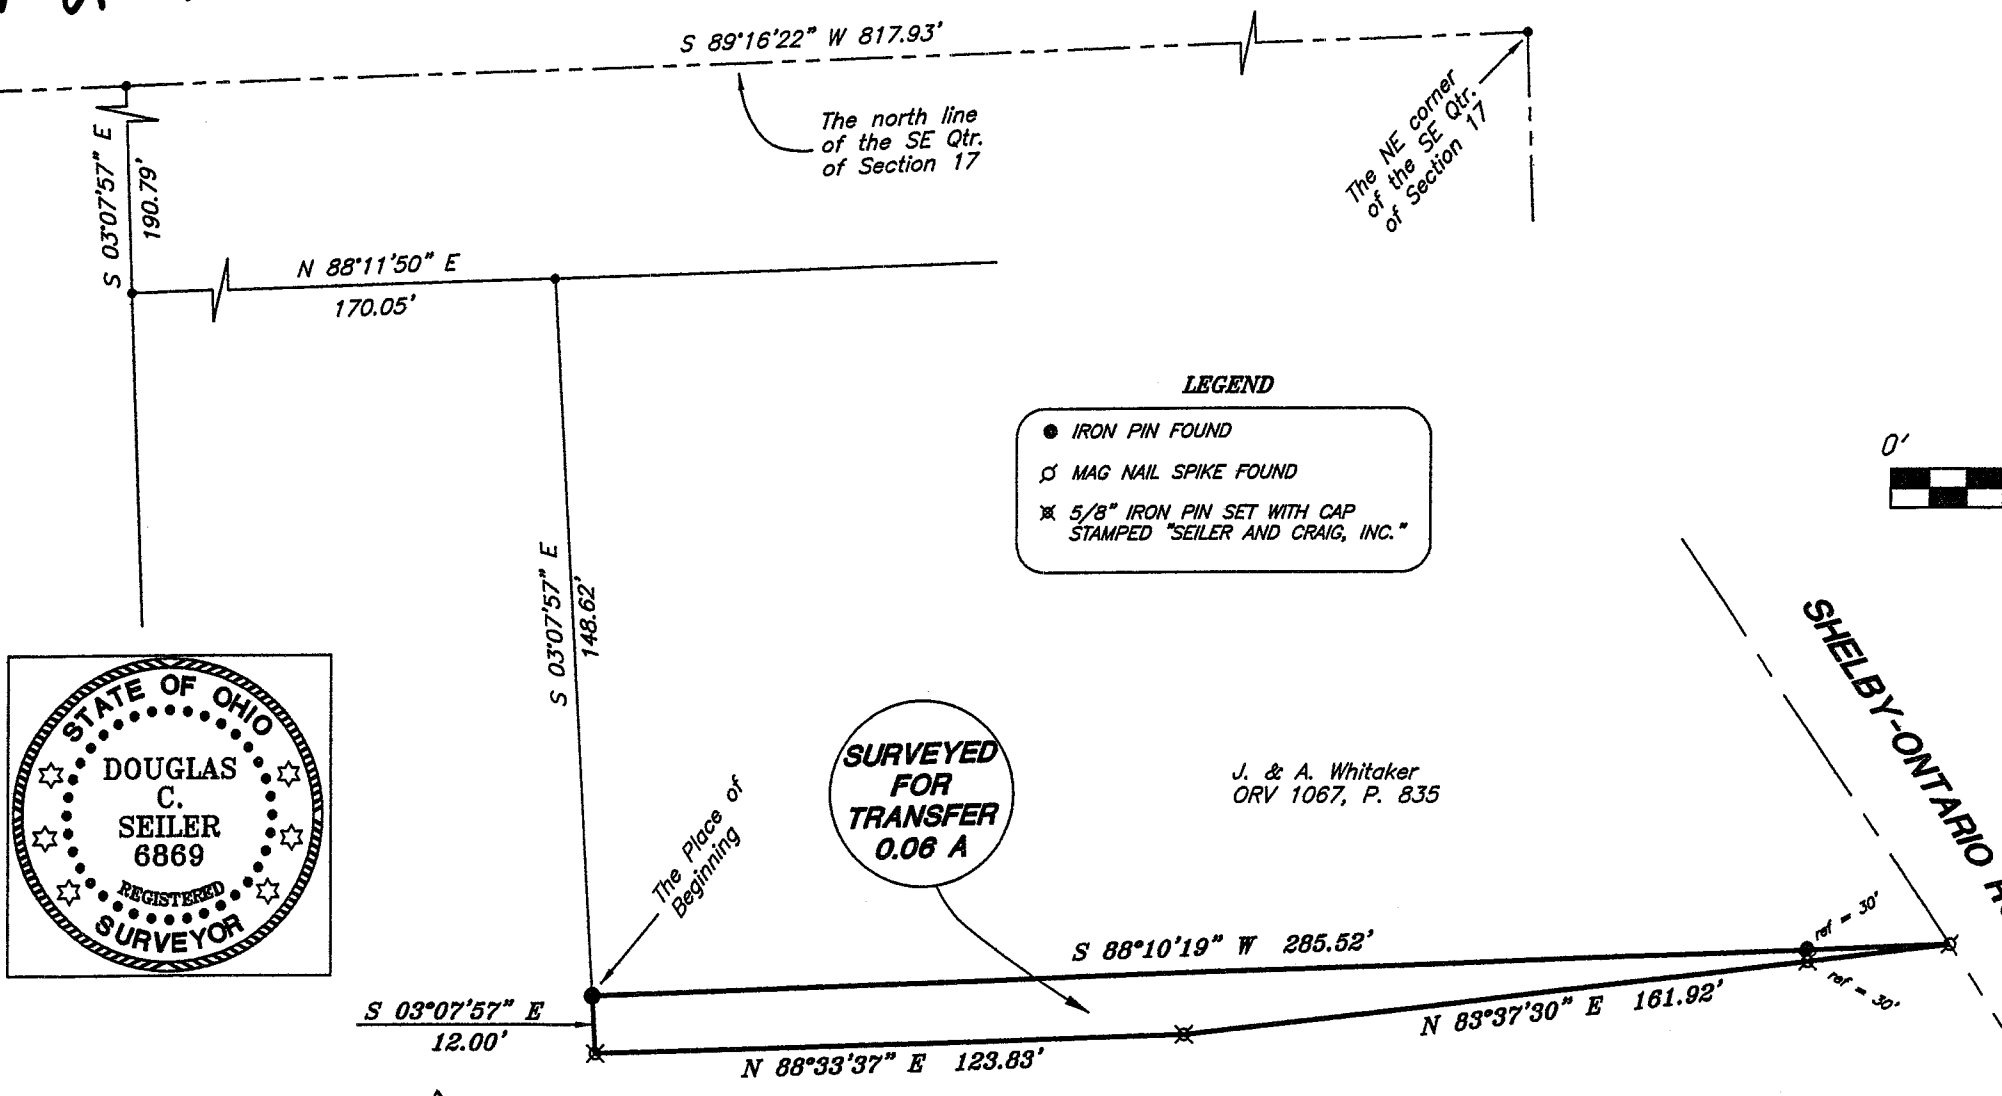 S 89°16'22" W 817.93'
The north line
of the SE Qtr.
of Section 17
The NE corner
of the SE Qtr.
of Section 17
S 03°07'57" E
190.79'
N 88°11'50" E
170.05'
LEGEND
IRON PIN FOUND
MAG NAIL SPIKE FOUND
5/8" IRON PIN SET WITH CAP
STAMPED "SEILER AND CRAIG, INC."
0'
S 03°07'57" E
148.62'
SHELBY-ONTARIO
STATE OF OHIO
DOUGLAS
C.
SEILER
6869
REGISTERED
SURVEYOR
SURVEYED
FOR
TRANSFER
0.06 A
J. & A. Whitaker
ORV 1067, P. 835
The Place of
Beginning
S 88°10'19" W 285.52'
ref = 30'
ref = 30'
S 03°07'57" E
12.00'
N 88°33'37" E 123.83'
N 83°37'30" E 161.92'